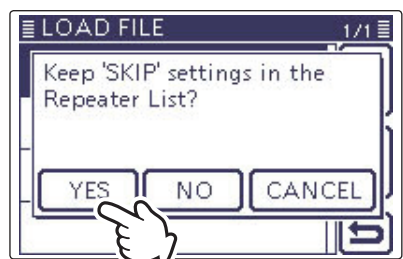 LOAD FILE 1/1
Keep 'SKIP' settings in the
Repeater List?
YES NO CANCEL